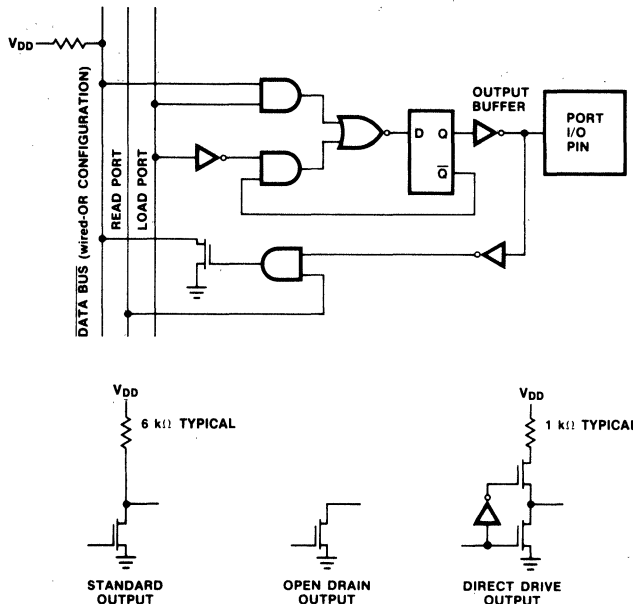 VDD
DATA BUS (wired-OR CONFIGURATION)
READ PORT
LOAD PORT
D Q
Q
OUTPUT
BUFFER
PORT
I/O
PIN
VDD
6 kΩ TYPICAL
VDD
1 kΩ TYPICAL
STANDARD
OUTPUT
OPEN DRAIN
OUTPUT
DIRECT DRIVE
OUTPUT